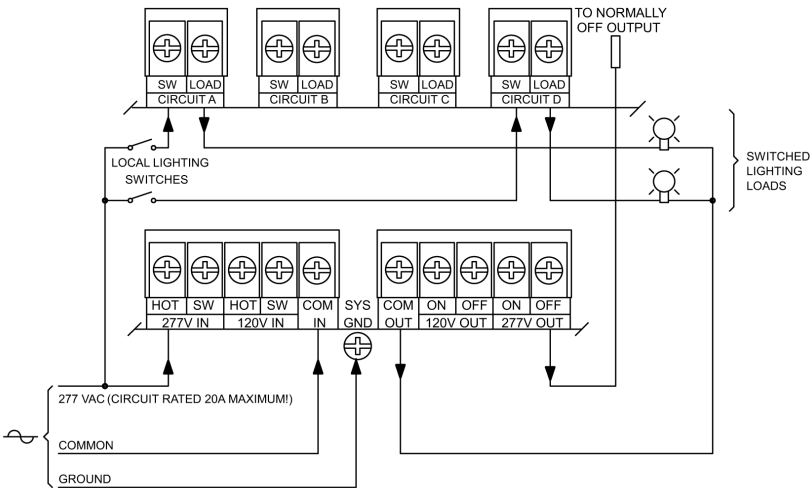 TO NORMALLY
OFF OUTPUT
SW LOAD SW LOAD SW LOAD SW LOAD
CIRCUIT A CIRCUIT B CIRCUIT C CIRCUIT D
LOCAL LIGHTING
SWITCHES
SWITCHED
LIGHTING
LOADS
HOT SW HOT SW COM SYS COM ON OFF ON OFF
277V IN 120V IN IN GND OUT 120V OUT 277V OUT
277 VAC (CIRCUIT RATED 20A MAXIMUM!)
COMMON
GROUND